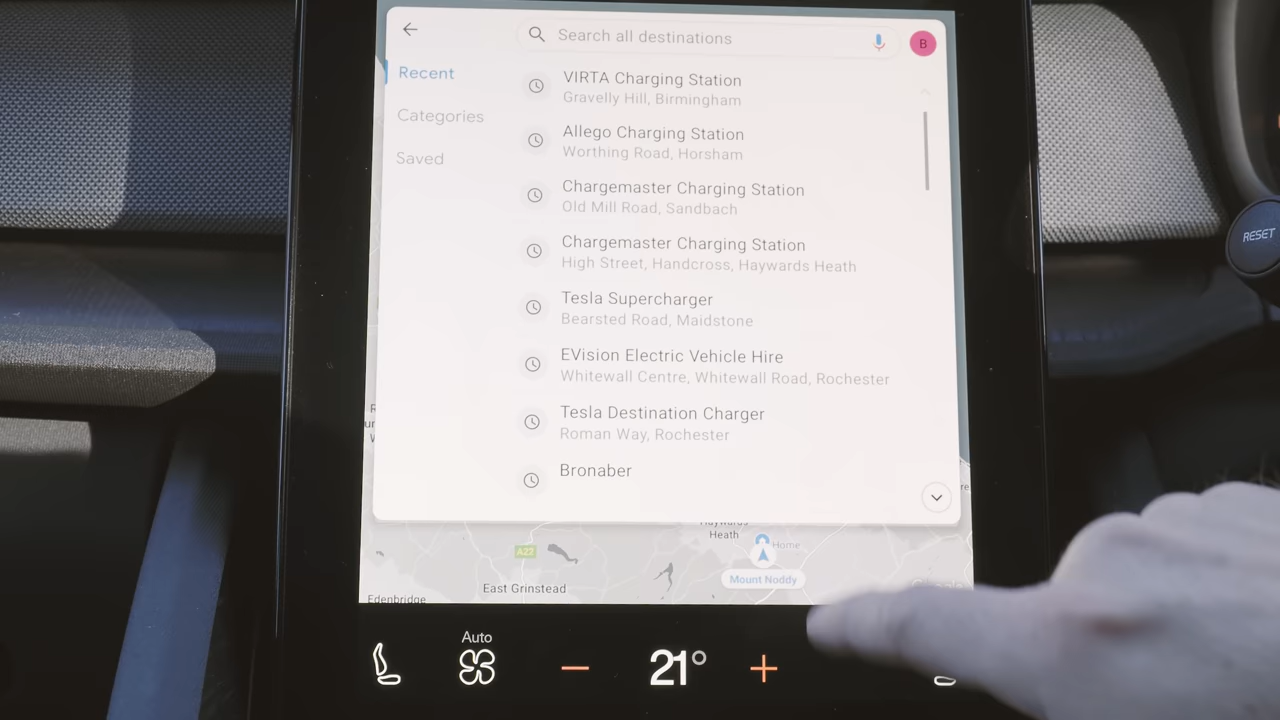 Search all destinations
B
Recent
Categories
Saved
VIRTA Charging Station
Gravelly Hill, Birmingham
Allego Charging Station
Worthing Road, Horsham
Chargemaster Charging Station
Old Mill Road, Sandbach
Chargemaster Charging Station
High Street, Handcross, Haywards Heath
Tesla Supercharger
Bearsted Road, Maidstone
EVision Electric Vehicle Hire
Whitewall Centre, Whitewall Road, Rochester
Tesla Destination Charger
Roman Way, Rochester
Bronaber
RESET
Haywards
Heath
Home
A22
Mount Noddy
Google
East Grinstead
Edenbridge
Auto
21°